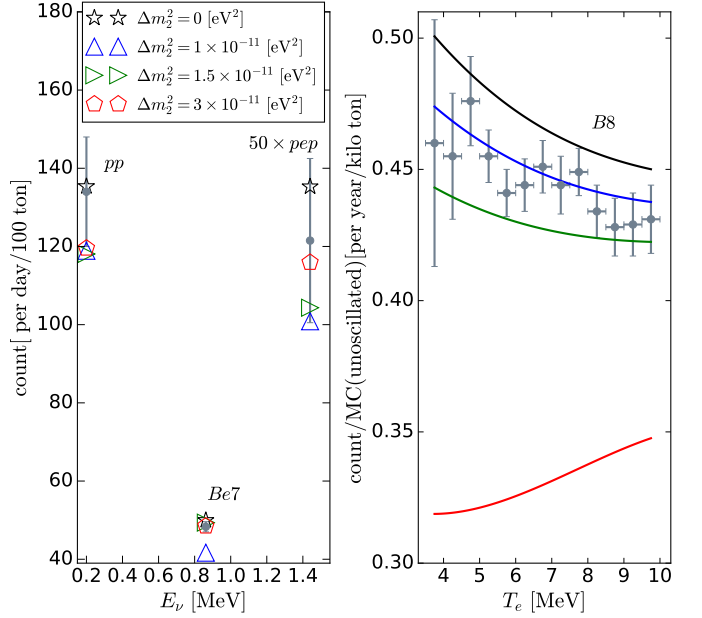 180
160
140
120
100
80
60
40
0.2 0.4 0.6 0.8 1.0 1.2 1.4
count[ per day/100 ton]
E_ν [MeV]
Δm²₂ = 0 [eV²]
Δm²₂ = 1 × 10⁻¹¹ [eV²]
Δm²₂ = 1.5 × 10⁻¹¹ [eV²]
Δm²₂ = 3 × 10⁻¹¹ [eV²]
pp
50 × pep
Be7
0.50
0.45
0.40
0.35
0.30
4 5 6 7 8 9 10
count/MC(unoscillated)[per year/kilo ton]
T_e [MeV]
B8